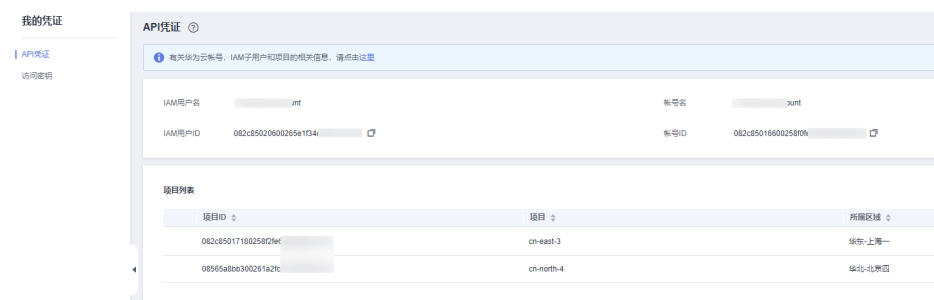 我的凭证
API凭证
访问密钥
API凭证
有关华为云帐号，IAM子用户和项目的相关信息，请点击这里
IAM用户名 unt 帐号名 ount
IAM用户ID 082c85020600265e1f34 帐号ID 082c85016600258f0f
项目列表
项目ID 项目 所属区域
082c85017180258f2fe cn-east-3 华东-上海一
08565a8bb300261a2fc cn-north-4 华北-北京四